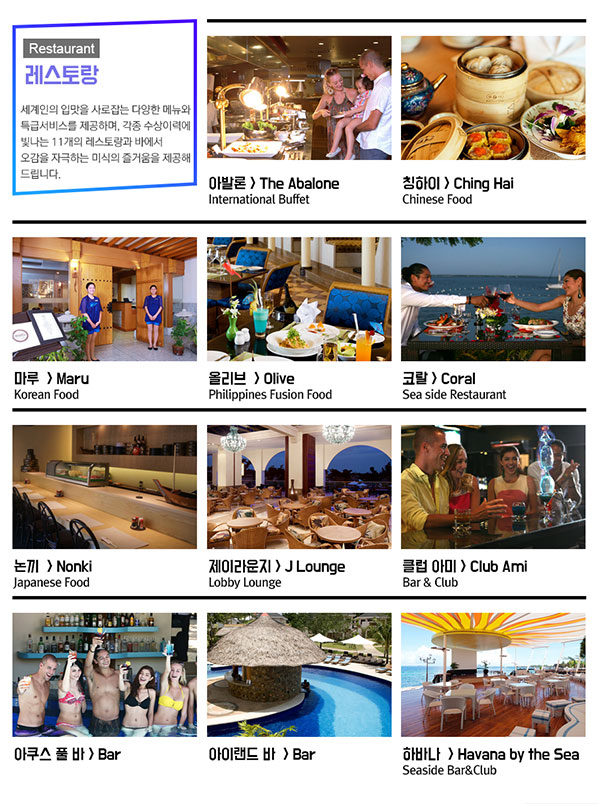 Restaurant
레스토랑
세계인의 입맛을 사로잡는 다양한 메뉴와
특급서비스를 제공하며, 각종 수상이력에
빛나는 11개의 레스토랑과 바에서
오감을 자극하는 미식의 즐거움을 제공해
드립니다.
아발론 > The Abalone
International Buffet
칭하이 > Ching Hai
Chinese Food
마루 > Maru
Korean Food
올리브 > Olive
Philippines Fusion Food
코랄 > Coral
Sea side Restaurant
논끼 > Nonki
Japanese Food
제이라운지 > J Lounge
Lobby Lounge
클럽 아미 > Club Ami
Bar & Club
아쿠스 풀 바 > Bar
아이랜드 바 > Bar
하바나 > Havana by the Sea
Seaside Bar&Club